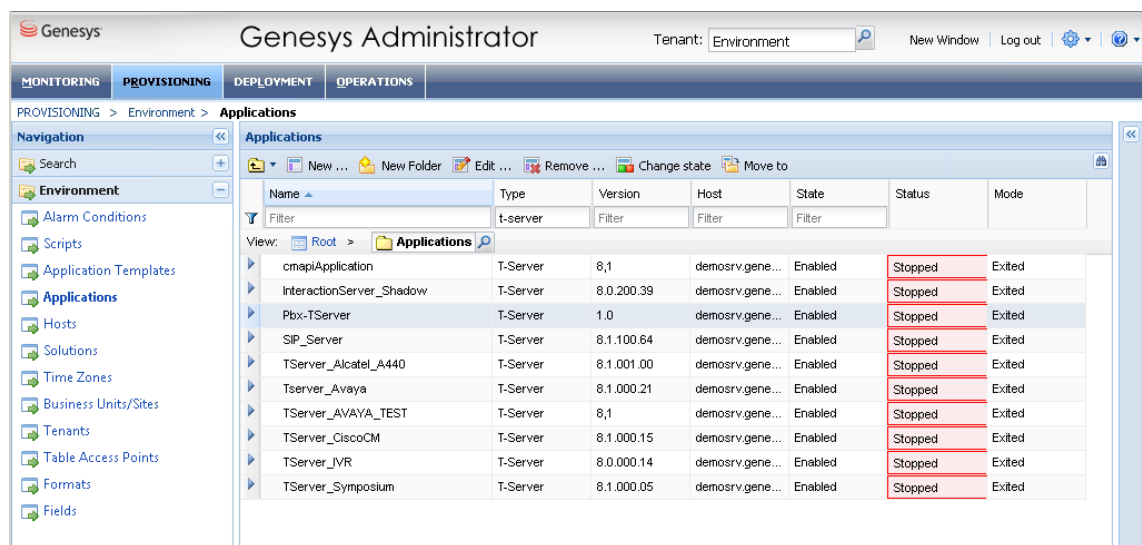 Genesys
Genesys Administrator
Tenant: Environment
New Window | Log out
MONITORING PROVISIONING DEPLOYMENT OPERATIONS
PROVISIONING > Environment > Applications
Navigation
Applications
Search
New ... New Folder Edit ... Remove ... Change state Move to
Environment
Name Type Version Host State Status Mode
Filter t-server Filter Filter Filter
View: Root > Applications
Alarm Conditions
Scripts
Application Templates
Applications
Hosts
Solutions
Time Zones
Business Units/Sites
Tenants
Table Access Points
Formats
Fields
cmapiApplication T-Server 8,1 demosrv.gene... Enabled Stopped Exited
InteractionServer_Shadow T-Server 8.0.200.39 demosrv.gene... Enabled Stopped Exited
Pbx-TServer T-Server 1.0 demosrv.gene... Enabled Stopped Exited
SIP_Server T-Server 8.1.100.64 demosrv.gene... Enabled Stopped Exited
TServer_Alcatel_A440 T-Server 8.1.001.00 demosrv.gene... Enabled Stopped Exited
Tserver_Avaya T-Server 8.1.000.21 demosrv.gene... Enabled Stopped Exited
TServer_AVAYA_TEST T-Server 8,1 demosrv.gene... Enabled Stopped Exited
TServer_CiscoCM T-Server 8.1.000.15 demosrv.gene... Enabled Stopped Exited
TServer_IVR T-Server 8.0.000.14 demosrv.gene... Enabled Stopped Exited
TServer_Symposium T-Server 8.1.000.05 demosrv.gene... Enabled Stopped Exited